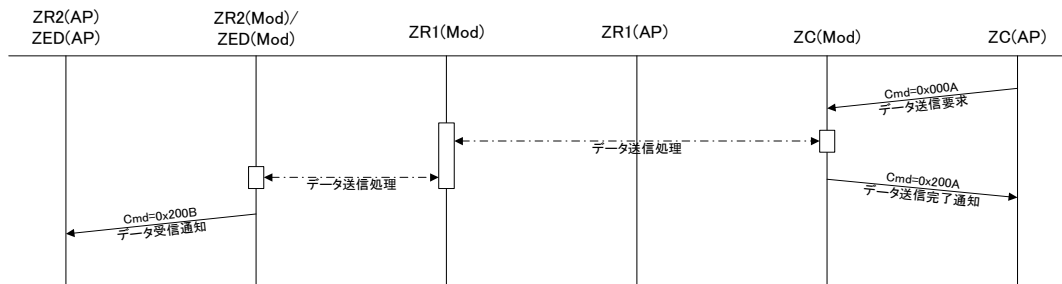 ZR2(AP)
ZED(AP)
ZR2(Mod)/
ZED(Mod)
ZR1(Mod)
ZR1(AP)
ZC(Mod)
ZC(AP)
Cmd=0x000A
データ送信要求
データ送信処理
データ送信処理
Cmd=0x200A
データ送信完了通知
Cmd=0x200B
データ受信通知